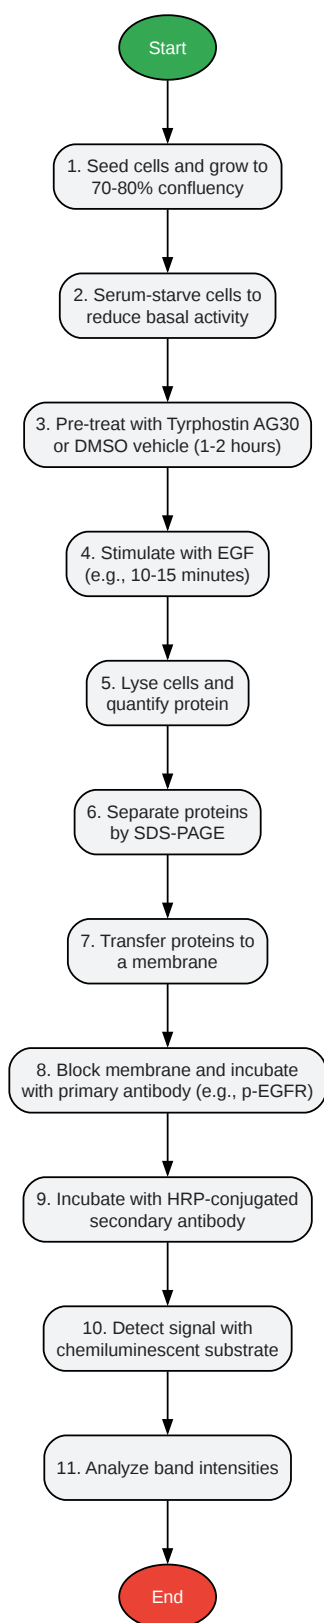 Start
1. Seed cells and grow to
70-80% confluency
2. Serum-starve cells to
reduce basal activity
3. Pre-treat with Tyrphostin AG30
or DMSO vehicle (1-2 hours)
4. Stimulate with EGF
(e.g., 10-15 minutes)
5. Lyse cells and
quantify protein
6. Separate proteins
by SDS-PAGE
7. Transfer proteins to
a membrane
8. Block membrane and incubate
with primary antibody (e.g., p-EGFR)
9. Incubate with HRP-conjugated
secondary antibody
10. Detect signal with
chemiluminescent substrate
11. Analyze band intensities
End